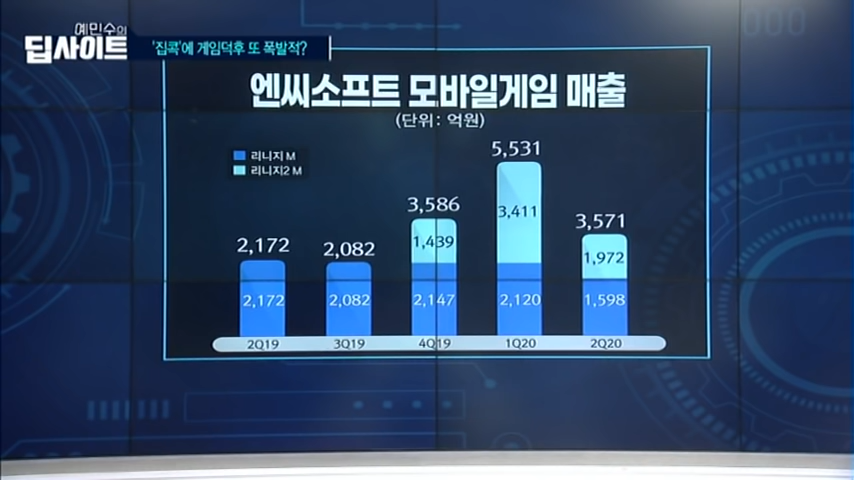 예민수의
딥사이트
'집콕'에 게임덕후 또 폭발적?
엔씨소프트 모바일게임 매출
(단위: 억원)
리니지 M
리니지2 M
2,172
2,082
3,586
5,531
3,571
1,439
3,411
1,972
2,172
2,082
2,147
2,120
1,598
2Q19
3Q19
4Q19
1Q20
2Q20
000